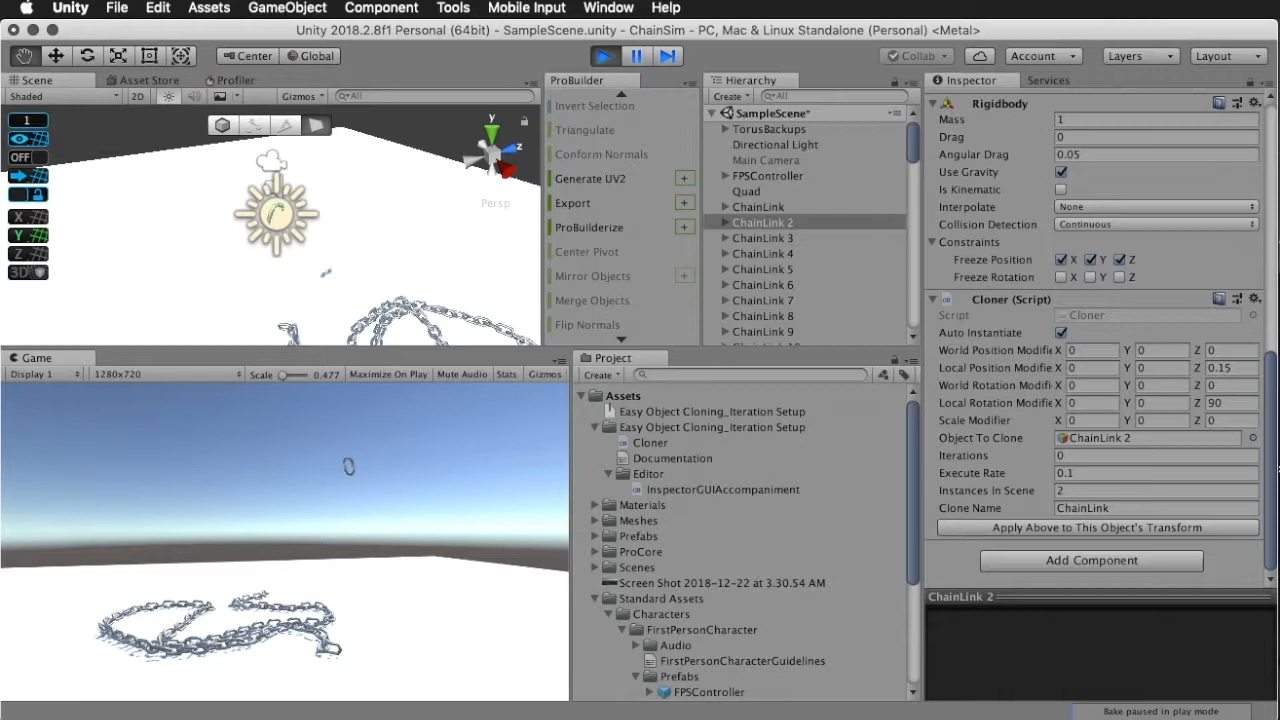 Unity File Edit Assets GameObject Component Tools Mobile Input Window Help
Unity 2018.2.8f1 Personal (64bit) - SampleScene.unity - ChainSim - PC, Mac & Linux Standalone (Personal) <Metal>
Center Global Collab Account Layers Layout
Scene Asset Store Profiler
Shaded 2D Gizmos All
1
OFF
X
Y
Z
3D
y
z
Persp
ProBuilder
Invert Selection
Triangulate
Conform Normals
Generate UV2 +
Export +
ProBuilderize +
Center Pivot
Mirror Objects +
Merge Objects
Flip Normals
Hierarchy
Create All
SampleScene*
TorusBackups
Directional Light
Main Camera
FPSController
Quad
ChainLink
ChainLink 2
ChainLink 3
ChainLink 4
ChainLink 5
ChainLink 6
ChainLink 7
ChainLink 8
ChainLink 9
Game
Display 1 1280x720 Scale 0.477 Maximize On Play Mute Audio Stats Gizmos
Project
Create
Assets
Easy Object Cloning_Iteration Setup
Easy Object Cloning_Iteration Setup
Cloner
Documentation
Editor
InspectorGUIAccompaniment
Materials
Meshes
Prefabs
ProCore
Scenes
Screen Shot 2018-12-22 at 3.30.54 AM
Standard Assets
Characters
FirstPersonCharacter
Audio
FirstPersonCharacterGuidelines
Prefabs
FPSController
Inspector Services
Rigidbody
Mass 1
Drag 0
Angular Drag 0.05
Use Gravity
Is Kinematic
Interpolate None
Collision Detection Continuous
Constraints
Freeze Position X Y Z
Freeze Rotation X Y Z
Cloner (Script)
Script Cloner
Auto Instantiate
World Position Modifie X 0 Y 0 Z 0
Local Position Modifie X 0 Y 0 Z 0.15
World Rotation Modifi X 0 Y 0 Z 0
Local Rotation Modifie X 0 Y 0 Z 90
Scale Modifier X 0 Y 0 Z 0
Object To Clone ChainLink 2
Iterations 0
Execute Rate 0.1
Instances In Scene 2
Clone Name ChainLink
Apply Above to This Object's Transform
Add Component
ChainLink 2
Bake paused in play mode